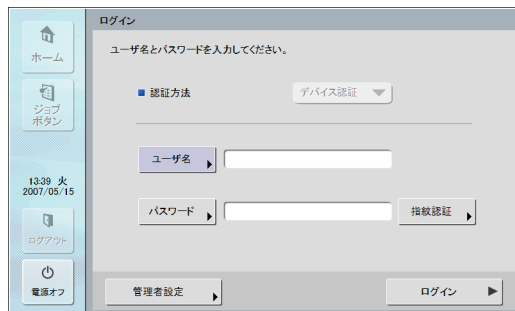 ログイン
ホーム
ユーザ名とパスワードを入力してください。
ジョブ
ボタン
認証方法
デバイス認証
ユーザ名
13:39 火
2007/05/15
パスワード
指紋認証
ログアウト
電源オフ
管理者設定
ログイン